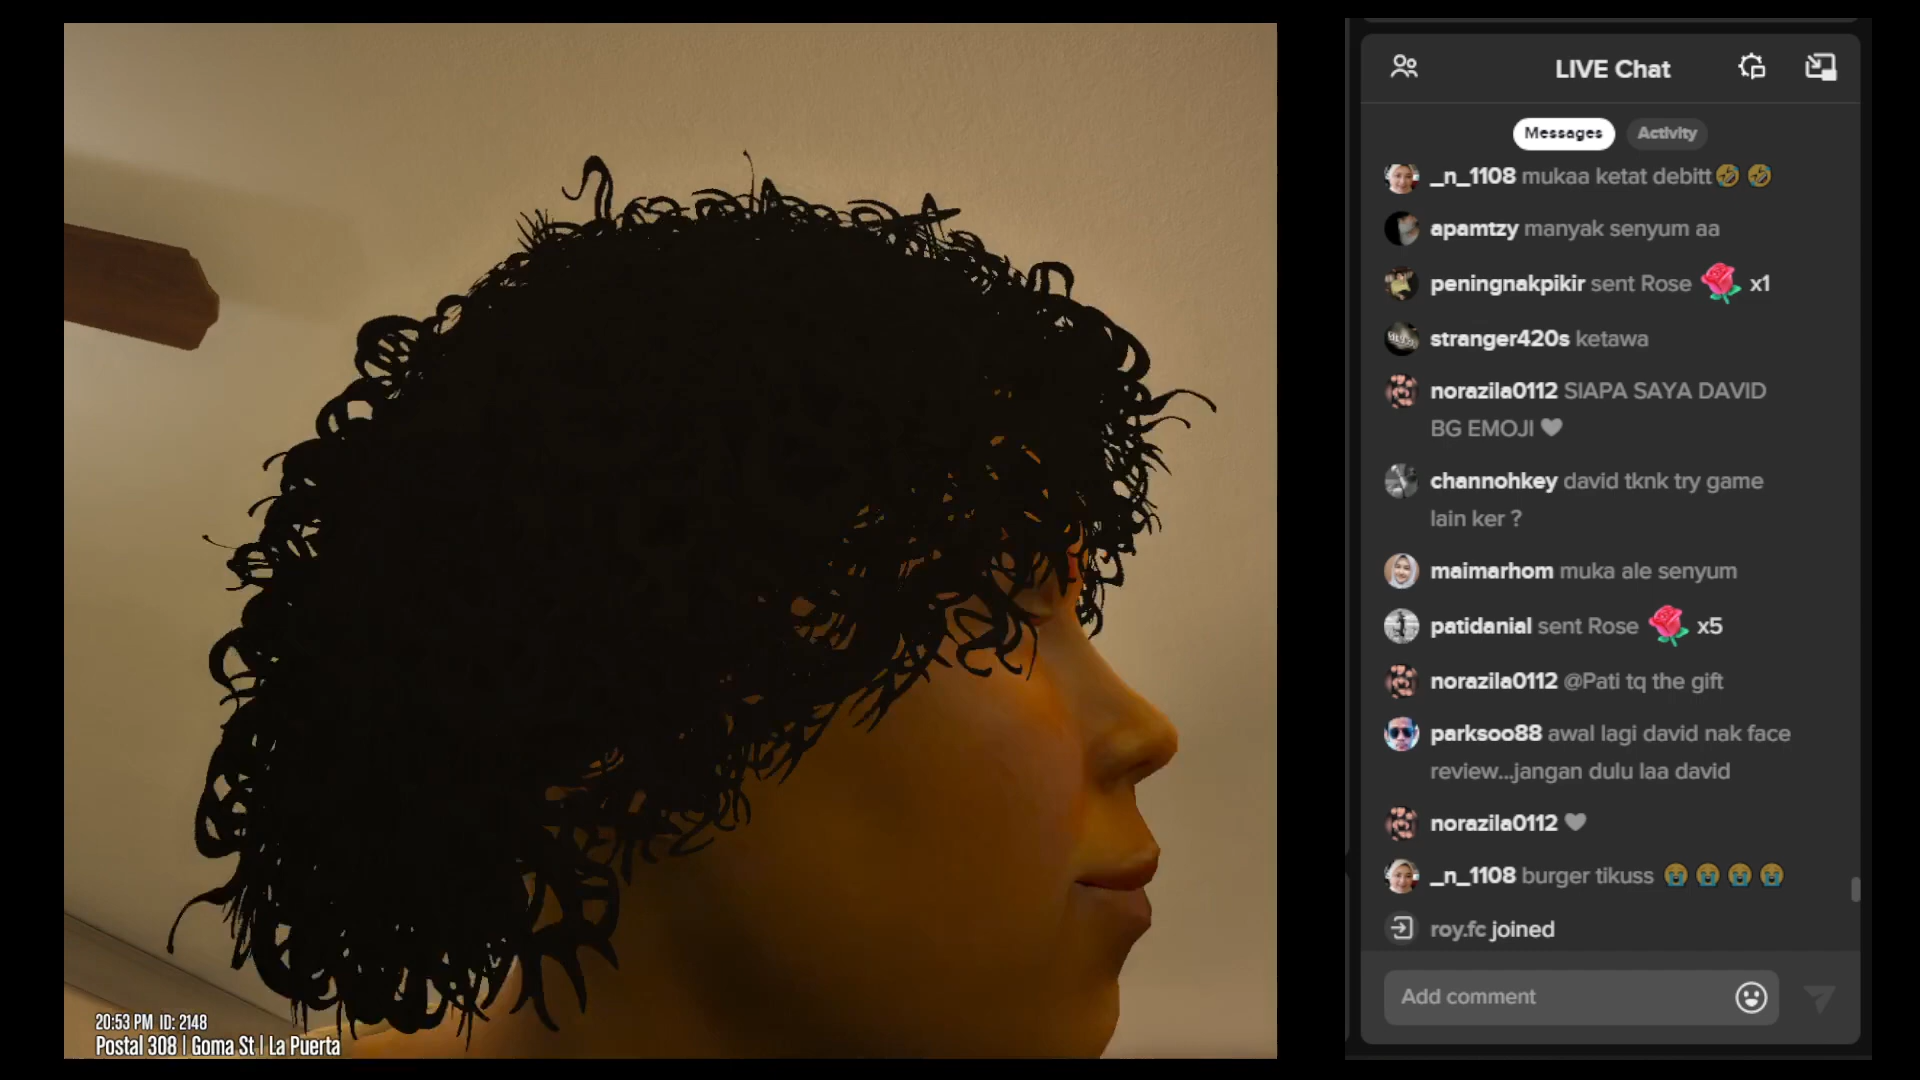 LIVE Chat
Messages
Activity
_n_1108 mukaa ketat debitt🤣 🤣
apamtzy manyak senyum aa
peningnakpikir sent Rose 🌹 x1
stranger420s ketawa
norazila0112 SIAPA SAYA DAVID
BG EMOJI ♥
channohkey david tknk try game
lain ker ?
maimarhom muka ale senyum
patidanial sent Rose 🌹 x5
norazila0112 @Pati tq the gift
parksoo88 awal lagi david nak face
review...jangan dulu laa david
norazila0112 ♥
_n_1108 burger tikuss 😭 😭 😭 😭
roy.fc joined
Add comment
20:53 PM ID: 2148
Postal 308 | Goma St | La Puerta